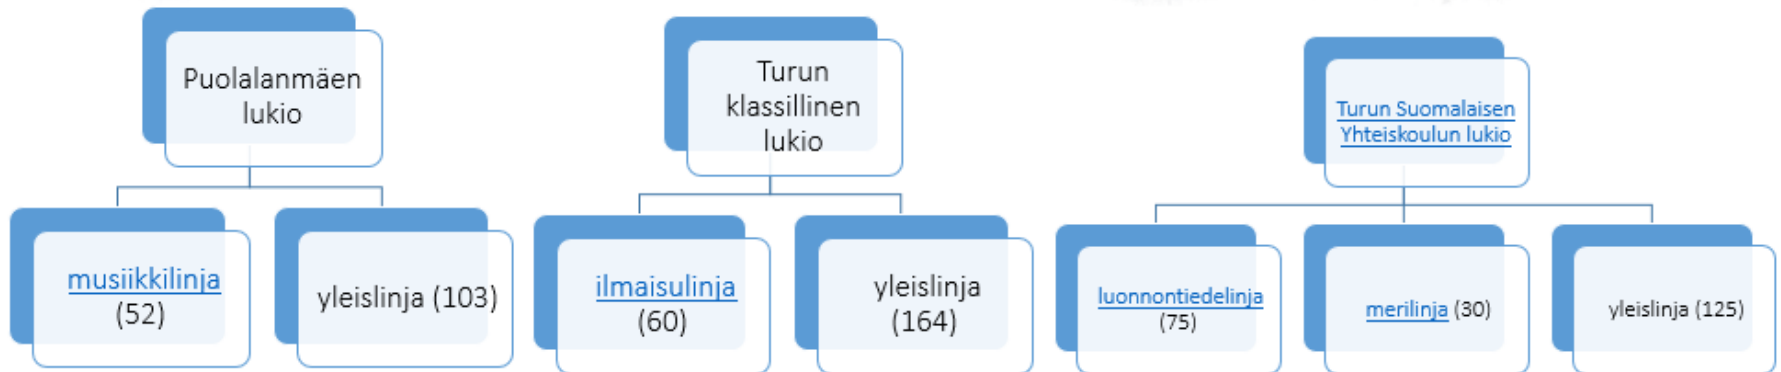 Puolalanmäen
lukio
musiikkilinja
(52)
yleislinja (103)
Turun
klassillinen
lukio
ilmaisulinja
(60)
yleislinja
(164)
Turun Suomalaisen
Yhteiskoulun lukio
luonnontiedelinja
(75)
merilinja (30)
yleislinja (125)